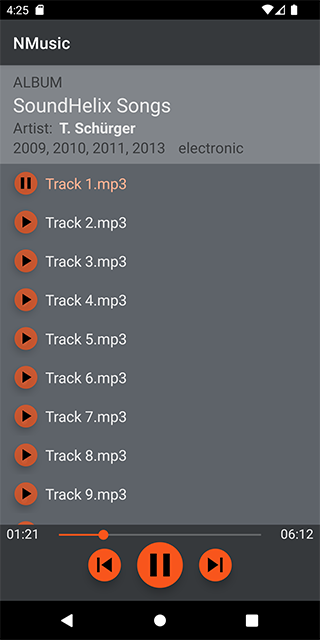 4:25
NMusic
ALBUM
SoundHelix Songs
Artist: T. Schürger
2009, 2010, 2011, 2013 electronic
Track 1.mp3
Track 2.mp3
Track 3.mp3
Track 4.mp3
Track 5.mp3
Track 6.mp3
Track 7.mp3
Track 8.mp3
Track 9.mp3
01:21 06:12